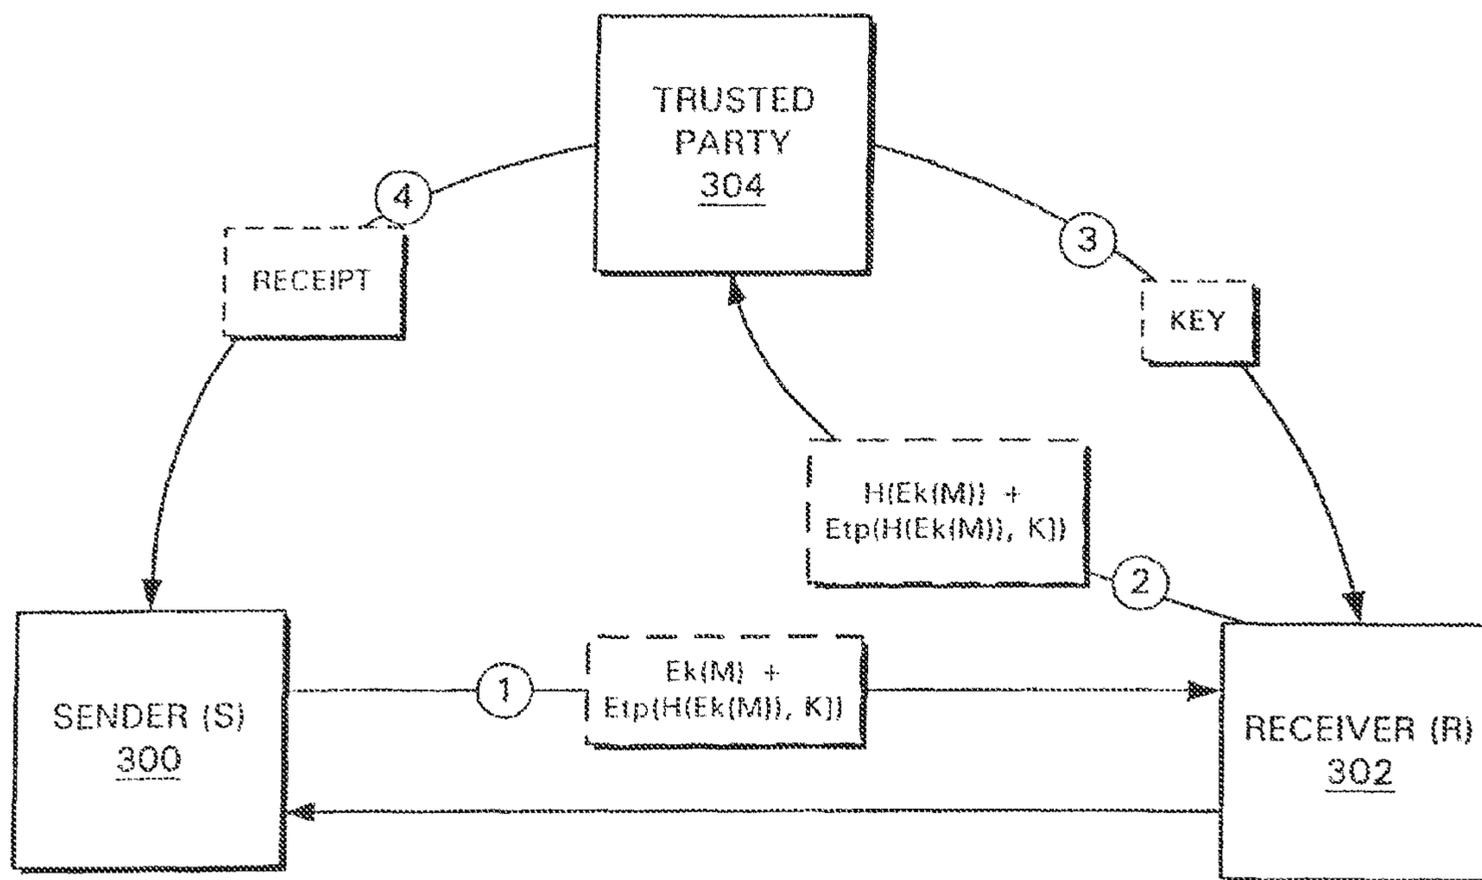 TRUSTED
PARTY
304
4
3
RECEIPT
KEY
H(Ek(M)) +
Etp(H(Ek(M)), K])
2
1
Ek(M) +
Etp(H(Ek(M)), K])
SENDER (S)
300
RECEIVER (R)
302